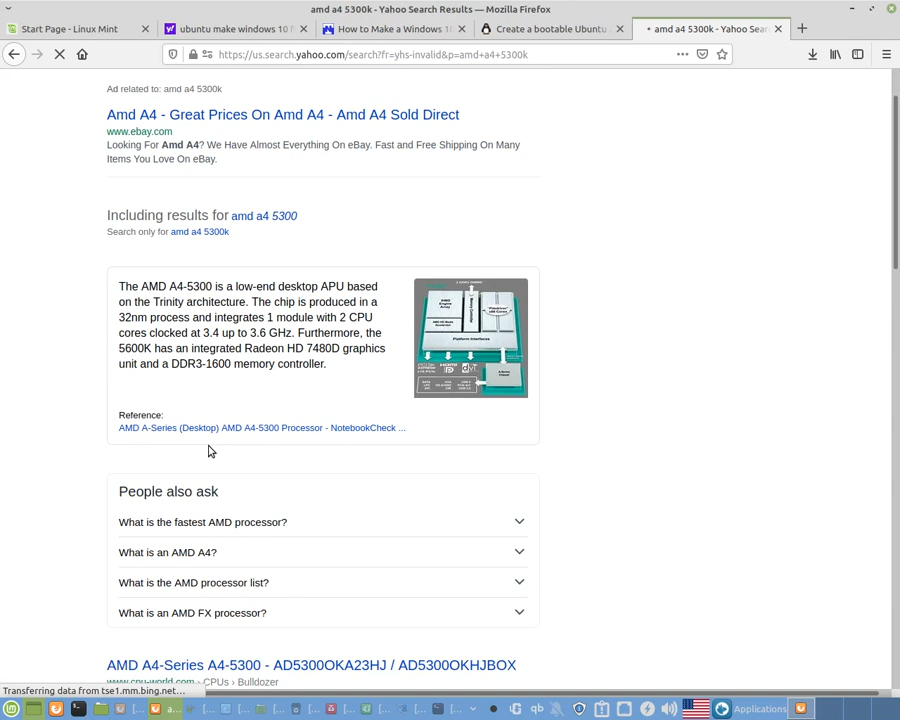 amd a4 5300k - Yahoo Search Results — Mozilla Firefox
Start Page - Linux Mint
ubuntu make windows 10 f
How to Make a Windows 1
Create a bootable Ubuntu
amd a4 5300k - Yahoo Sear
https://us.search.yahoo.com/search?fr=yhs-invalid&p=amd+a4+5300k
Ad related to: amd a4 5300k
Amd A4 - Great Prices On Amd A4 - Amd A4 Sold Direct
www.ebay.com
Looking For Amd A4? We Have Almost Everything On eBay. Fast and Free Shipping On Many
Items You Love On eBay.
Including results for amd a4 5300
Search only for amd a4 5300k
The AMD A4-5300 is a low-end desktop APU based
on the Trinity architecture. The chip is produced in a
32nm process and integrates 1 module with 2 CPU
cores clocked at 3.4 up to 3.6 GHz. Furthermore, the
5600K has an integrated Radeon HD 7480D graphics
unit and a DDR3-1600 memory controller.
Platform Interfaces
Reference:
AMD A-Series (Desktop) AMD A4-5300 Processor - NotebookCheck ...
People also ask
What is the fastest AMD processor?
What is an AMD A4?
What is the AMD processor list?
What is an AMD FX processor?
AMD A4-Series A4-5300 - AD5300OKA23HJ / AD5300OKHJBOX
www.cpu-world.com › CPUs › Bulldozer
Transferring data from tse1.mm.bing.net...
Applications